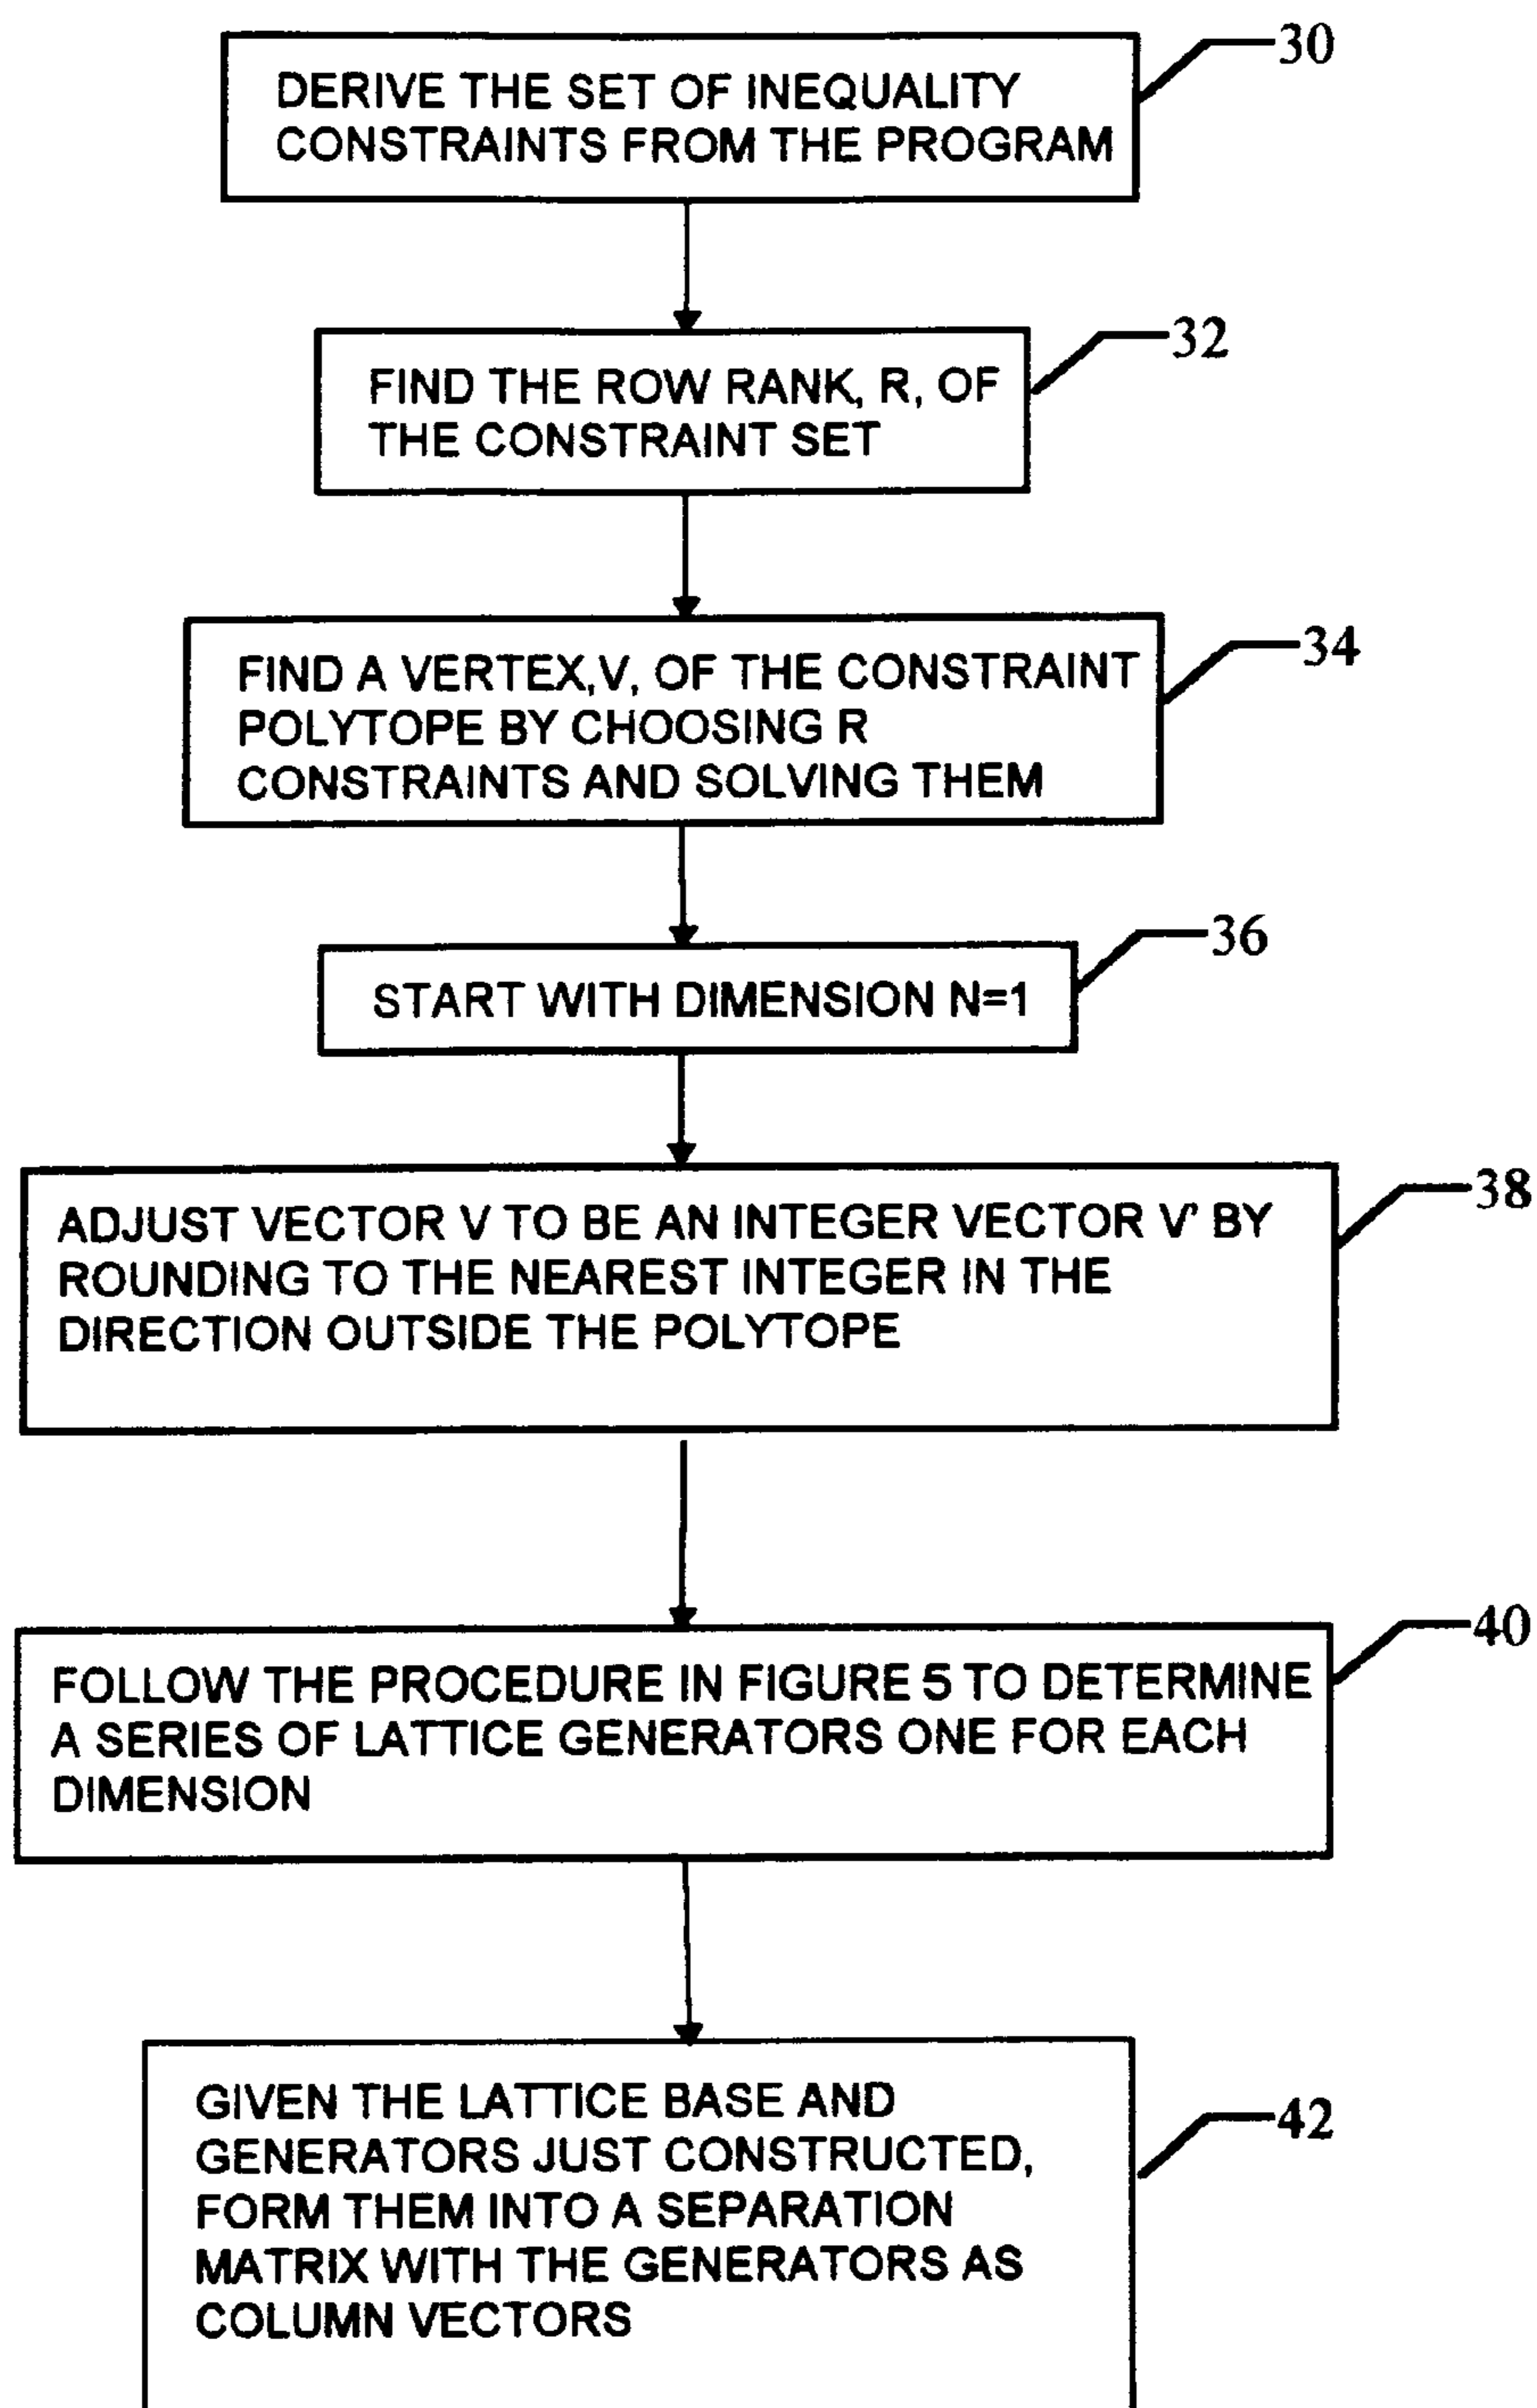 30
DERIVE THE SET OF INEQUALITY
CONSTRAINTS FROM THE PROGRAM
32
FIND THE ROW RANK, R, OF
THE CONSTRAINT SET
34
FIND A VERTEX,V, OF THE CONSTRAINT
POLYTOPE BY CHOOSING R
CONSTRAINTS AND SOLVING THEM
36
START WITH DIMENSION N=1
38
ADJUST VECTOR V TO BE AN INTEGER VECTOR V' BY
ROUNDING TO THE NEAREST INTEGER IN THE
DIRECTION OUTSIDE THE POLYTOPE
40
FOLLOW THE PROCEDURE IN FIGURE 5 TO DETERMINE
A SERIES OF LATTICE GENERATORS ONE FOR EACH
DIMENSION
42
GIVEN THE LATTICE BASE AND
GENERATORS JUST CONSTRUCTED,
FORM THEM INTO A SEPARATION
MATRIX WITH THE GENERATORS AS
COLUMN VECTORS